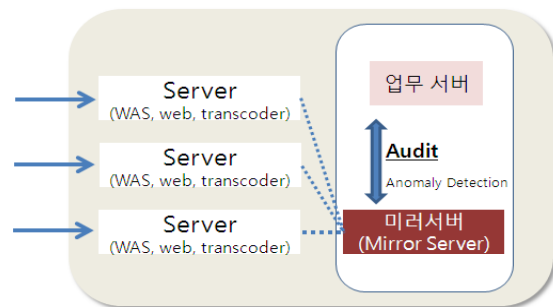 Server
(WAS, web, transcoder)
Server
(WAS, web, transcoder)
Server
(WAS, web, transcoder)
업무 서버
Audit
Anomaly Detection
미러서버
(Mirror Server)